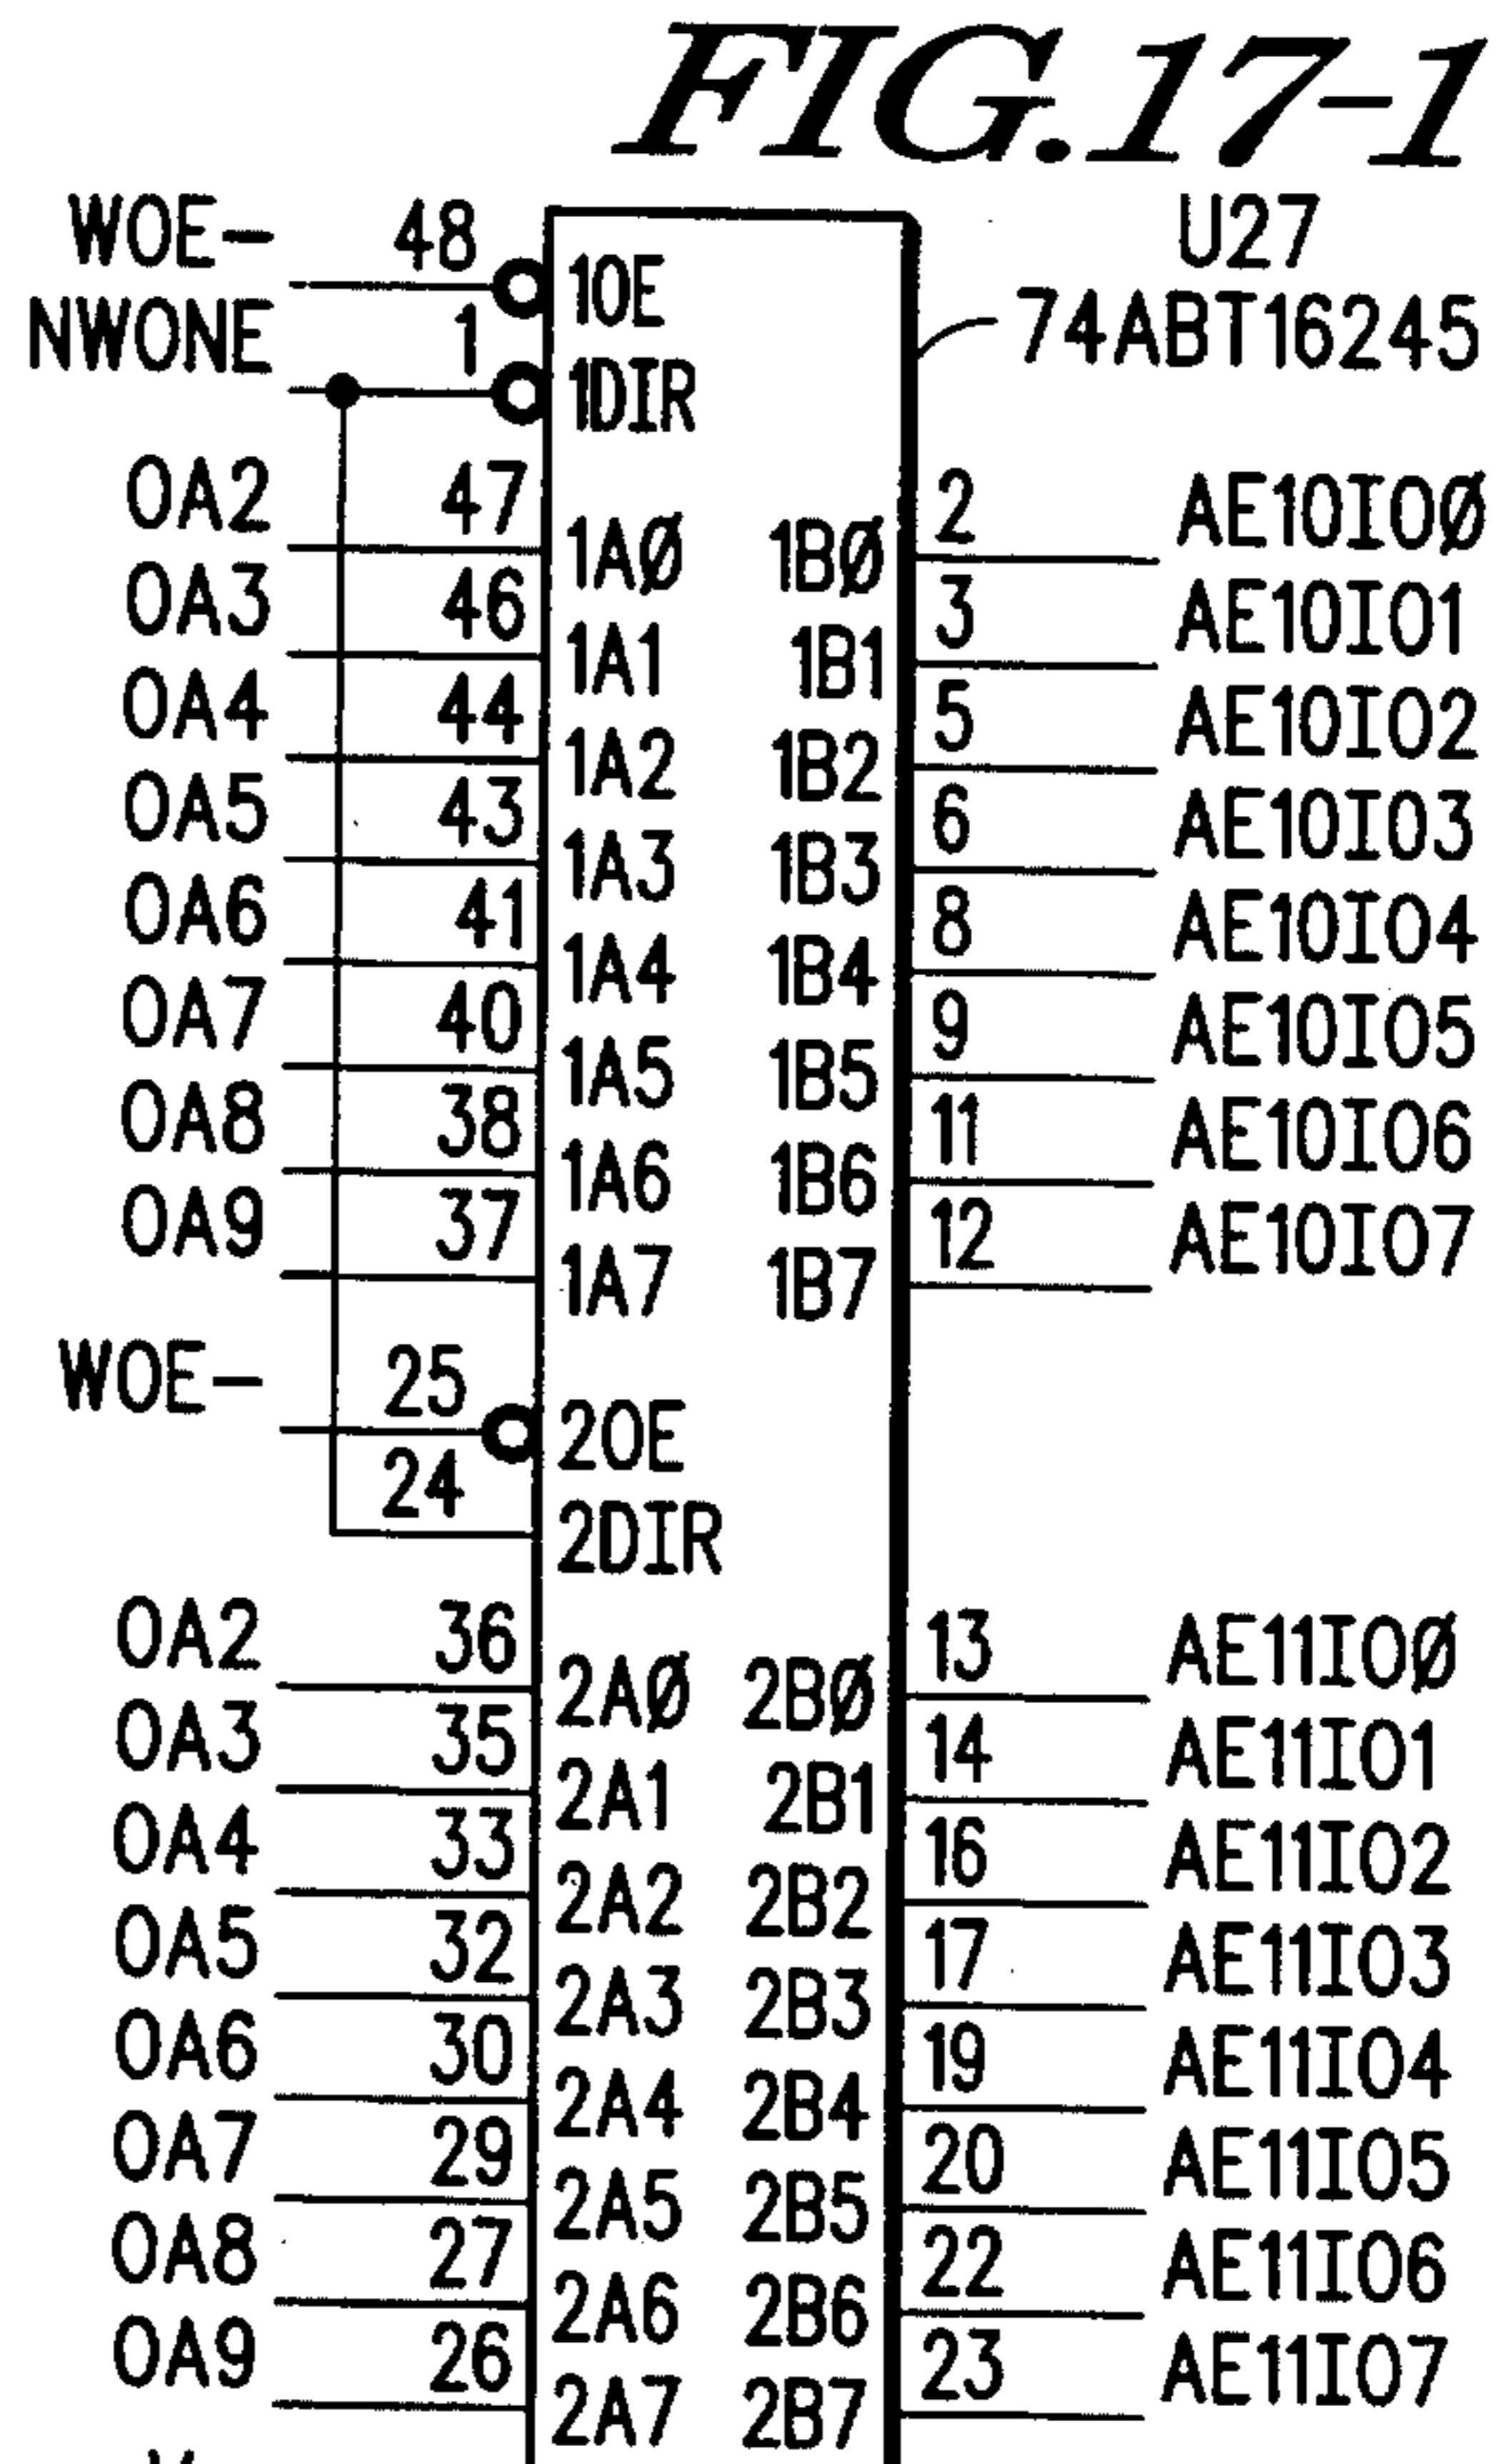 FIG.17-1
U27
74ABT16245
WOE- 48 1OE
NWONE 1 1DIR
OA2 47 1AØ 1BØ 2 AE10IOØ
OA3 46 1A1 1B1 3 AE10IO1
OA4 44 1A2 1B2 5 AE10IO2
OA5 43 1A3 1B3 6 AE10IO3
OA6 41 1A4 1B4 8 AE10IO4
OA7 40 1A5 1B5 9 AE10IO5
OA8 38 1A6 1B6 11 AE10IO6
OA9 37 1A7 1B7 12 AE10IO7
WOE- 25 2OE
24 2DIR
OA2 36 2AØ 2BØ 13 AE11IOØ
OA3 35 2A1 2B1 14 AE11IO1
OA4 33 2A2 2B2 16 AE11IO2
OA5 32 2A3 2B3 17 AE11IO3
OA6 30 2A4 2B4 19 AE11IO4
OA7 29 2A5 2B5 20 AE11IO5
OA8 27 2A6 2B6 22 AE11IO6
OA9 26 2A7 2B7 23 AE11IO7